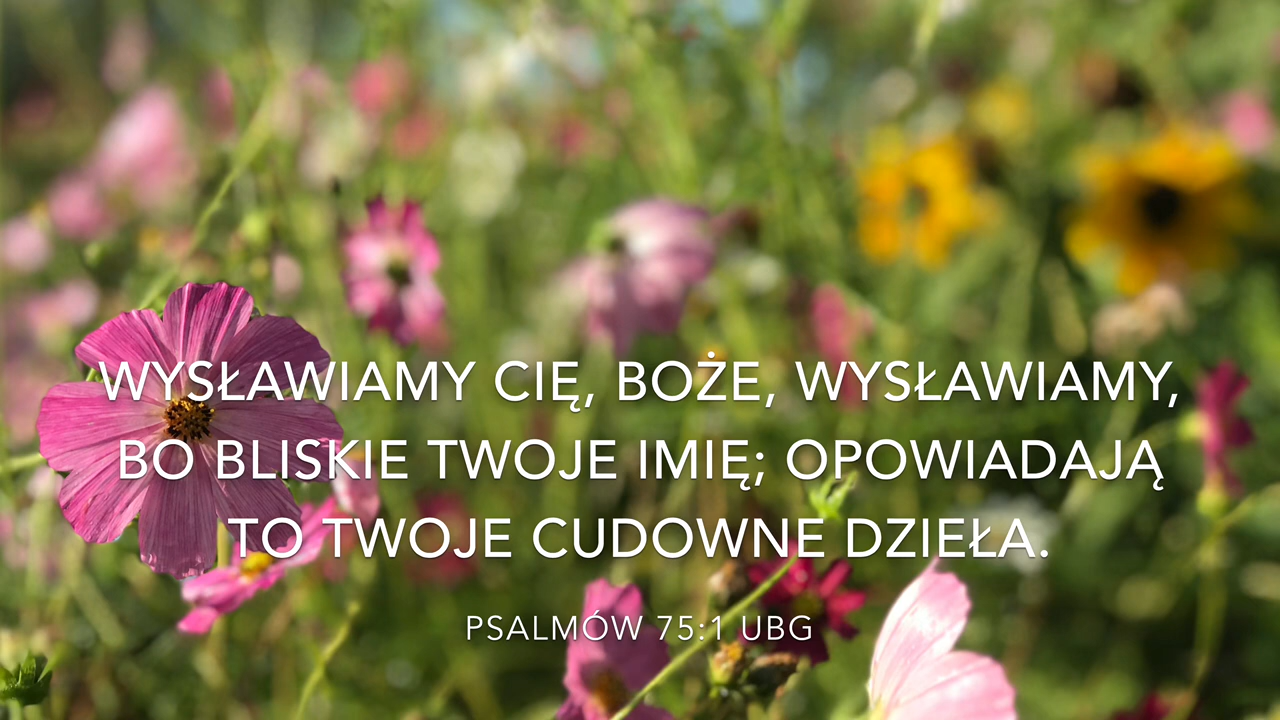 WYSŁAWIAMY CIĘ, BOŻE, WYSŁAWIAMY,
BO BLISKIE TWOJE IMIĘ; OPOWIADAJĄ
TO TWOJE CUDOWNE DZIEŁA.
PSALMÓW 75:1 UBG